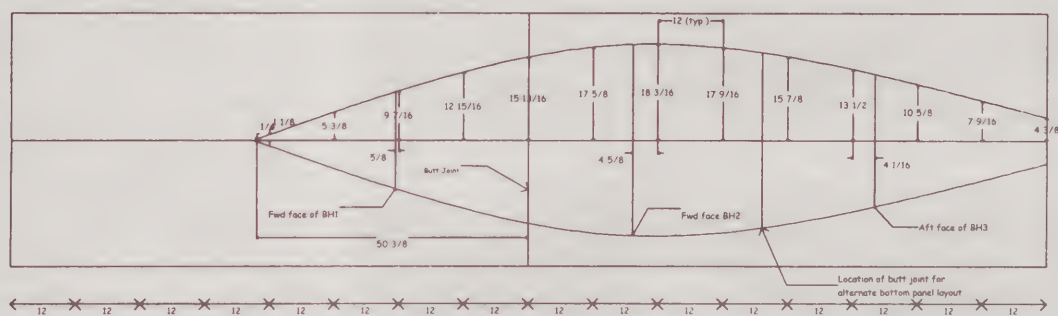 12 (typ)
1/4
1 1/8
5 3/8
9 7/16
12 15/16
15 13/16
17 5/8
18 3/16
17 9/16
15 7/8
13 1/2
10 5/8
7 9/16
4 3/8
5/8
Butt Joint
4 5/8
4 1/16
Fwd face of BH1
Fwd face BH2
Aft face of BH3
50 3/8
Location of butt joint for
alternate bottom panel layout
12 12 12 12 12 12 12 12 12 12 12 12 12 12 12 12